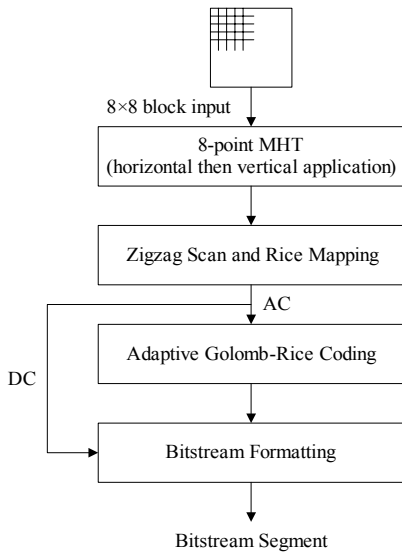 8×8 block input
8-point MHT
(horizontal then vertical application)
Zigzag Scan and Rice Mapping
AC
Adaptive Golomb-Rice Coding
DC
Bitstream Formatting
Bitstream Segment